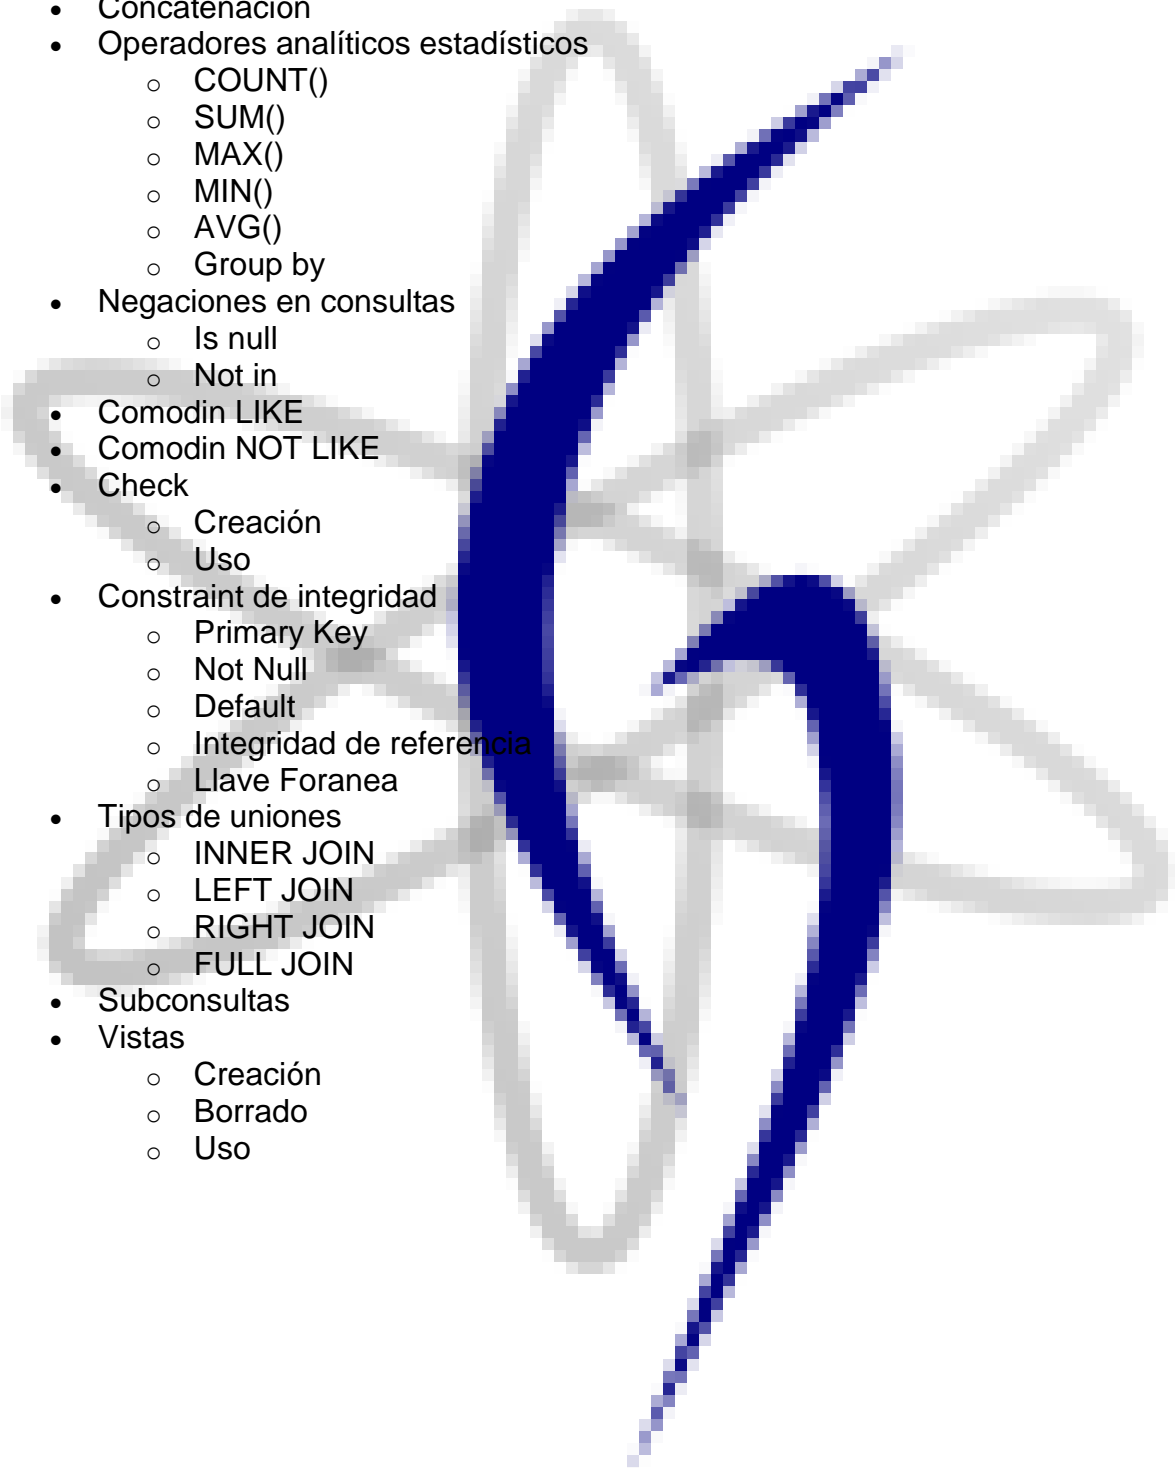 • Concatenación
• Operadores analíticos estadísticos
o COUNT()
o SUM()
o MAX()
o MIN()
o AVG()
o Group by
• Negaciones en consultas
o Is null
o Not in
• Comodin LIKE
• Comodin NOT LIKE
• Check
o Creación
o Uso
• Constraint de integridad
o Primary Key
o Not Null
o Default
o Integridad de referencia
o Llave Foranea
• Tipos de uniones
o INNER JOIN
o LEFT JOIN
o RIGHT JOIN
o FULL JOIN
• Subconsultas
• Vistas
o Creación
o Borrado
o Uso